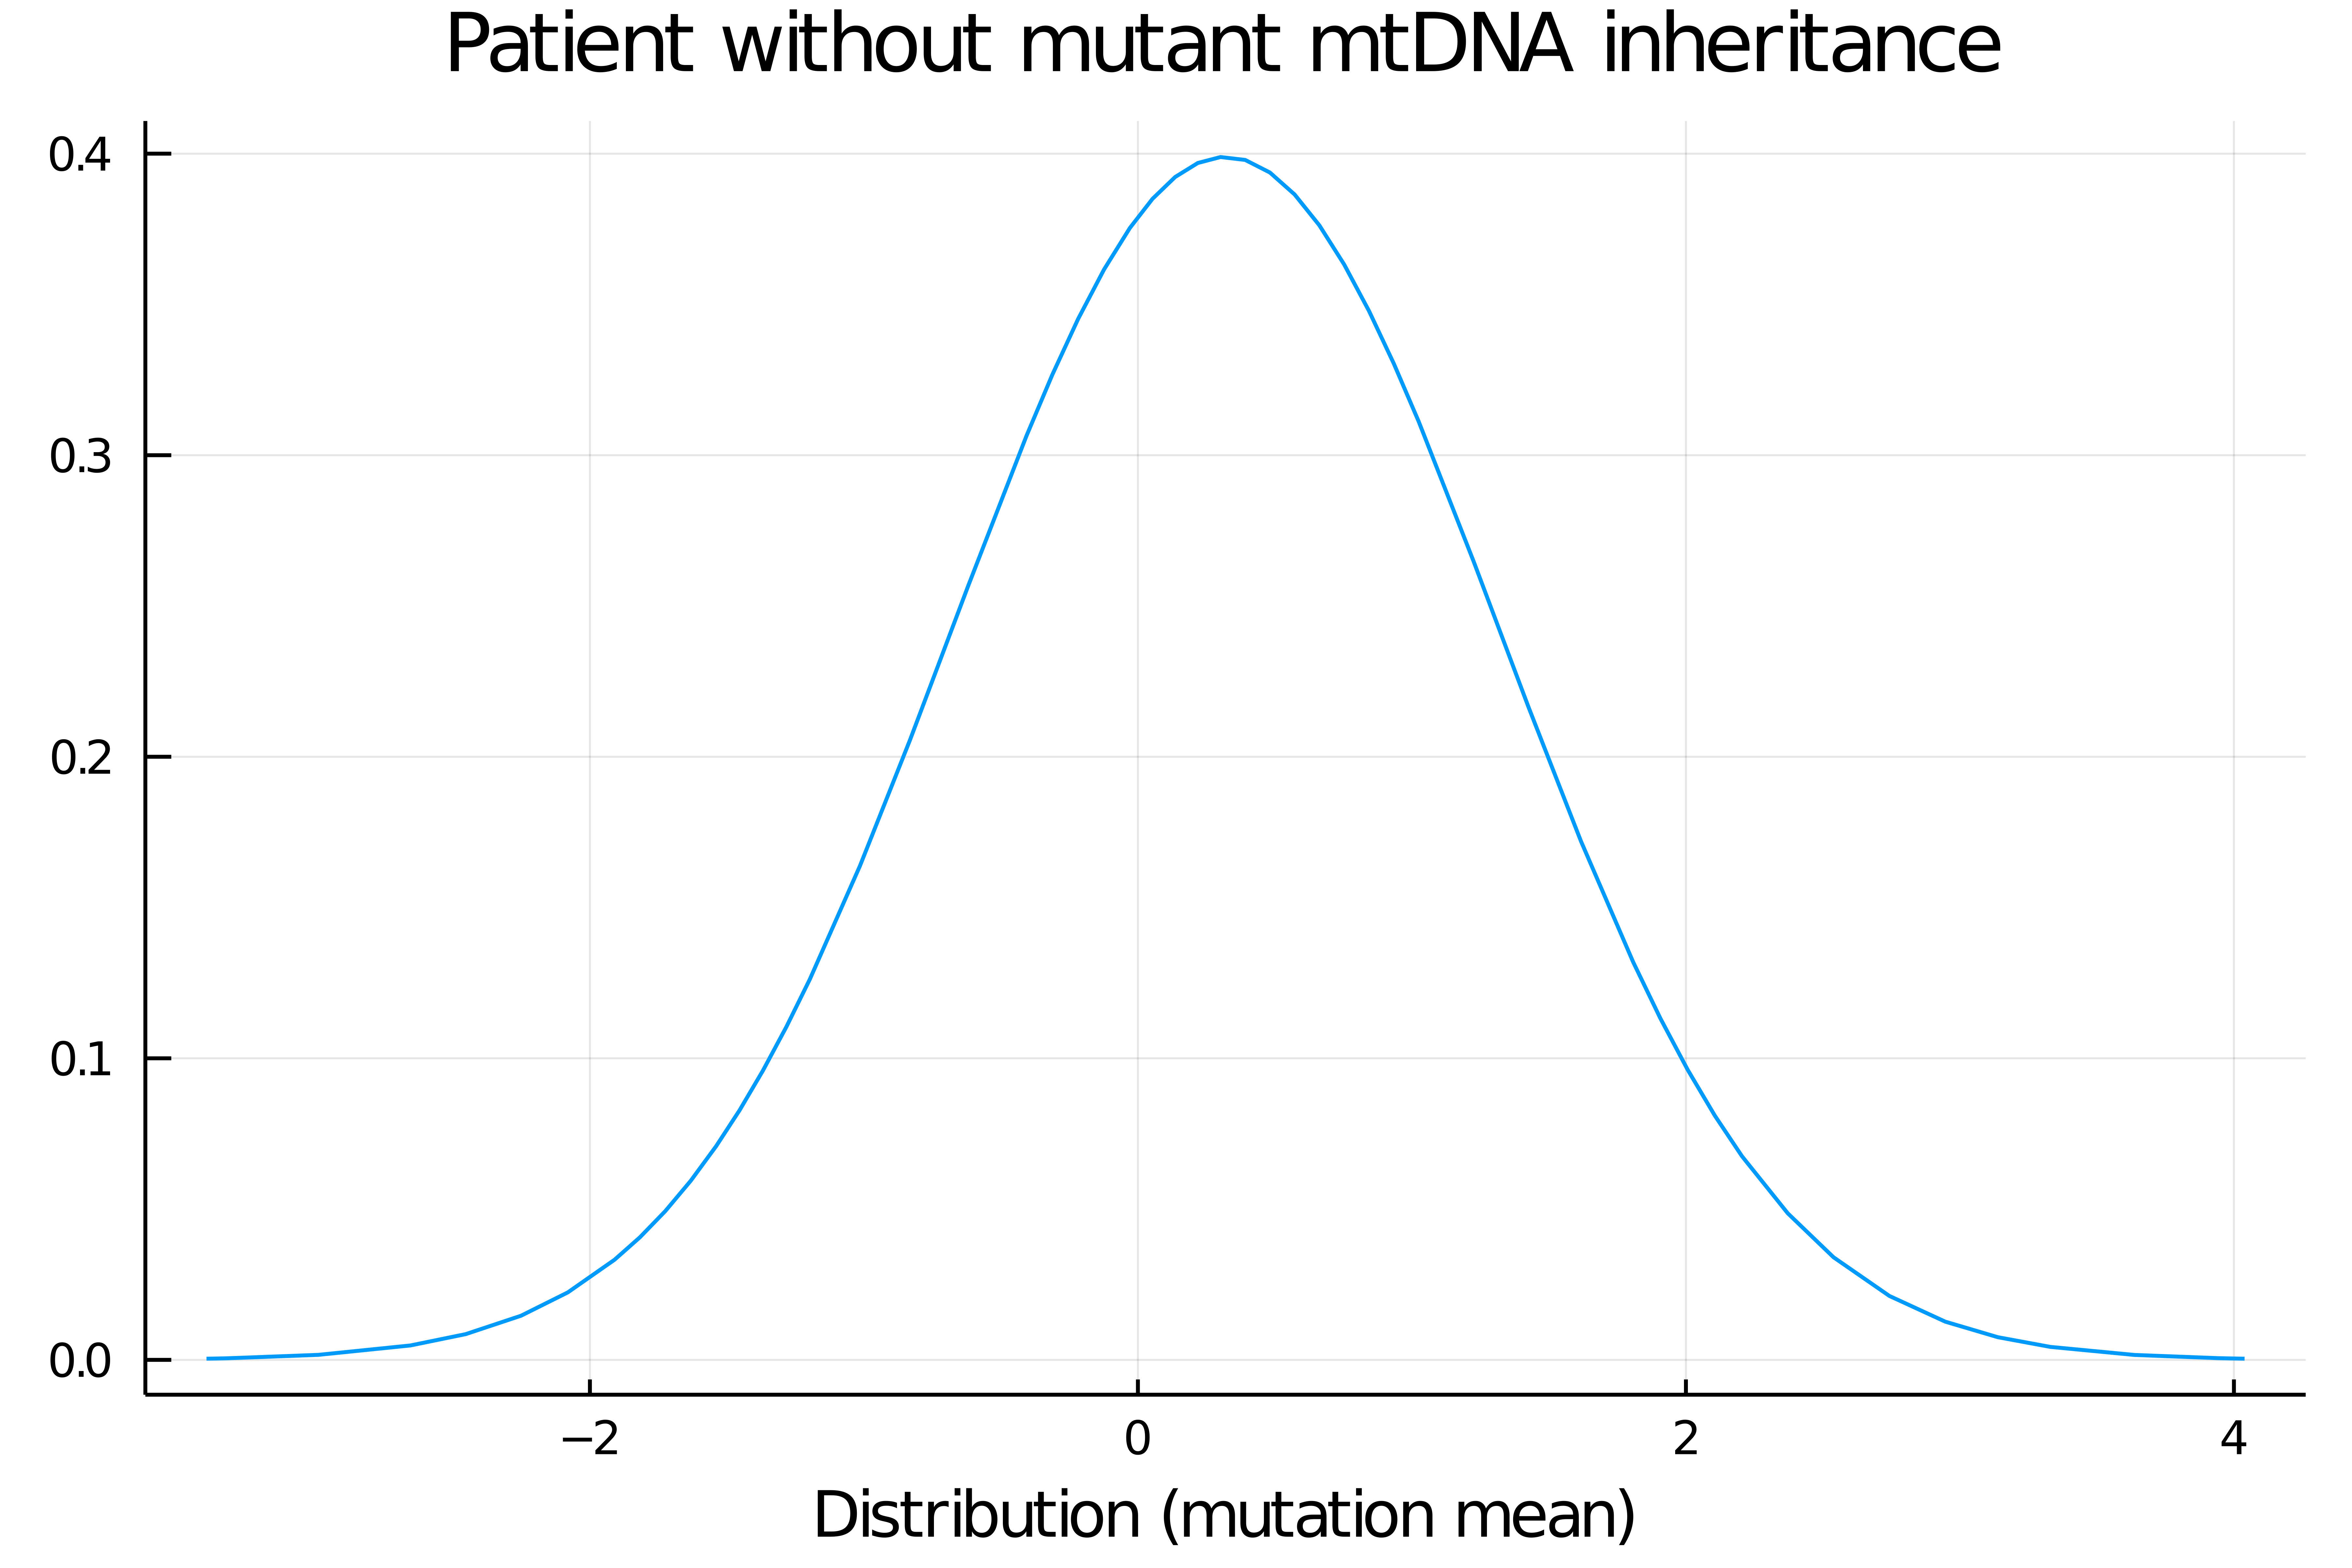 Patient without mutant mtDNA inheritance
0.4
0.3
0.2
0.1
0.0
−2 0 2 4
Distribution (mutation mean)